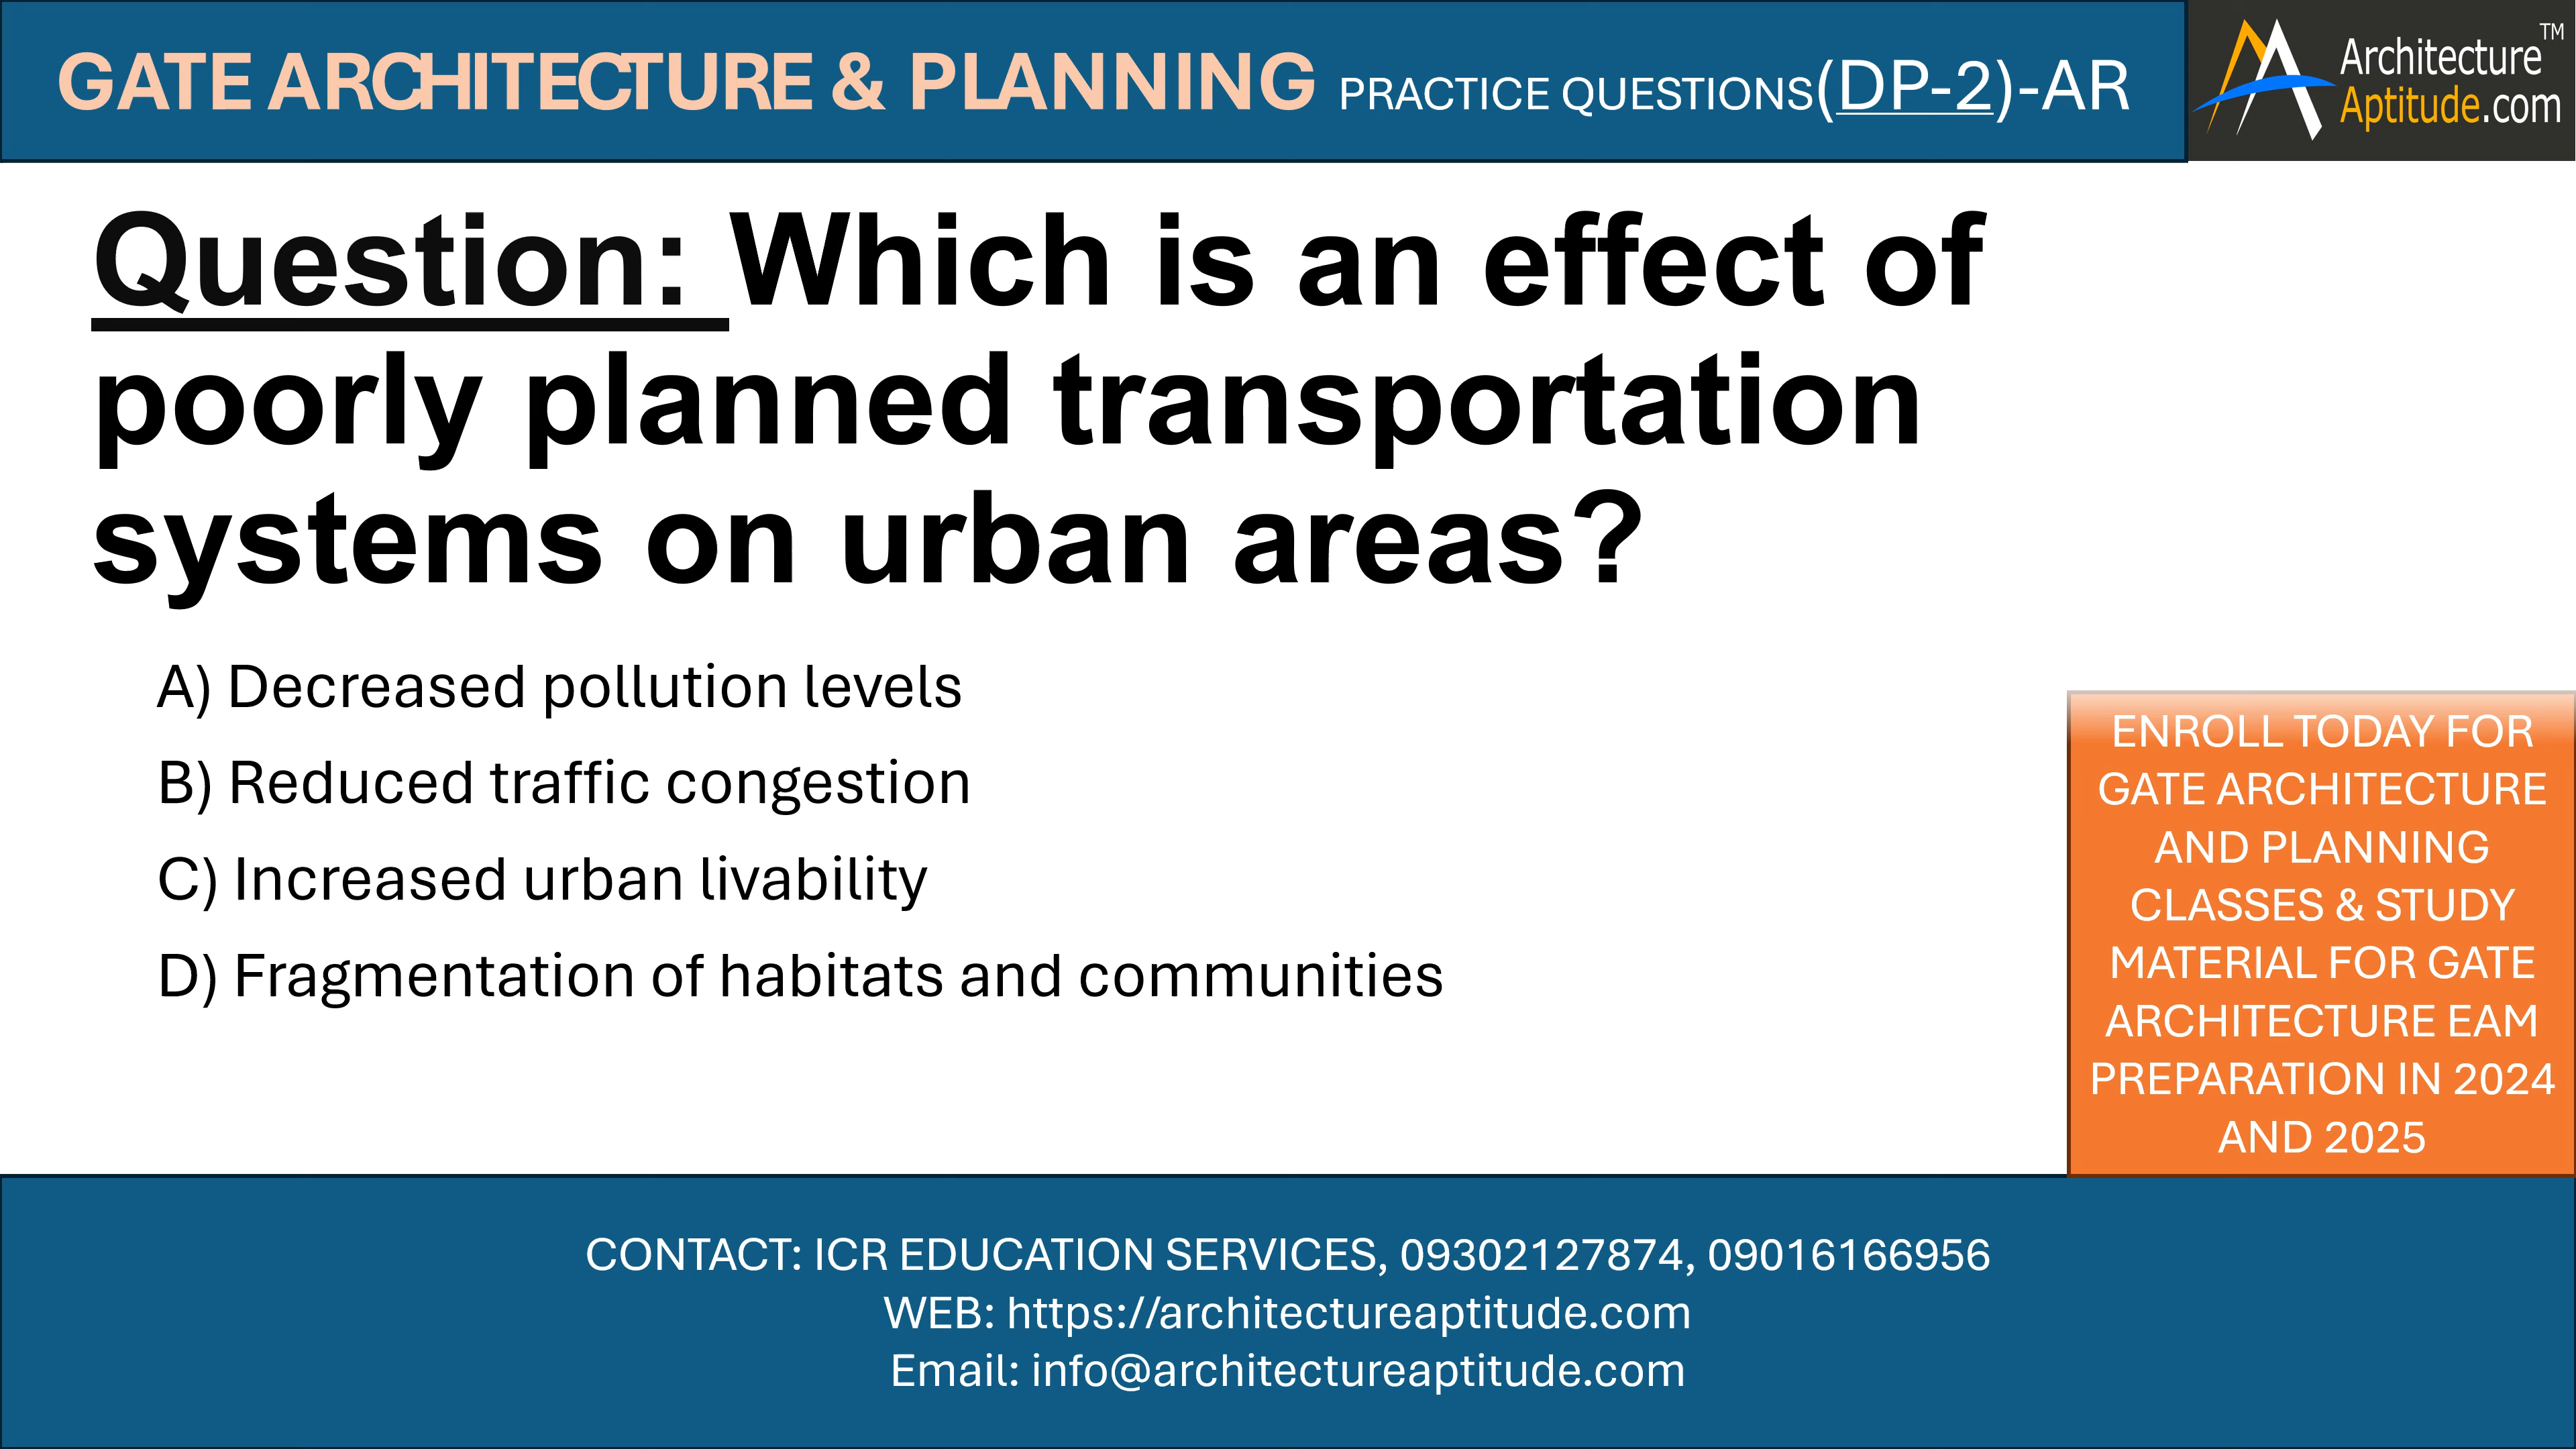 GATE ARCHITECTURE & PLANNING PRACTICE QUESTIONS(DP-2)-AR
Architecture™
Aptitude.com
Question: Which is an effect of
poorly planned transportation
systems on urban areas?
A) Decreased pollution levels
B) Reduced traffic congestion
C) Increased urban livability
D) Fragmentation of habitats and communities
ENROLL TODAY FOR
GATE ARCHITECTURE
AND PLANNING
CLASSES & STUDY
MATERIAL FOR GATE
ARCHITECTURE EAM
PREPARATION IN 2024
AND 2025
CONTACT: ICR EDUCATION SERVICES, 09302127874, 09016166956
WEB: https://architectureaptitude.com
Email: info@architectureaptitude.com